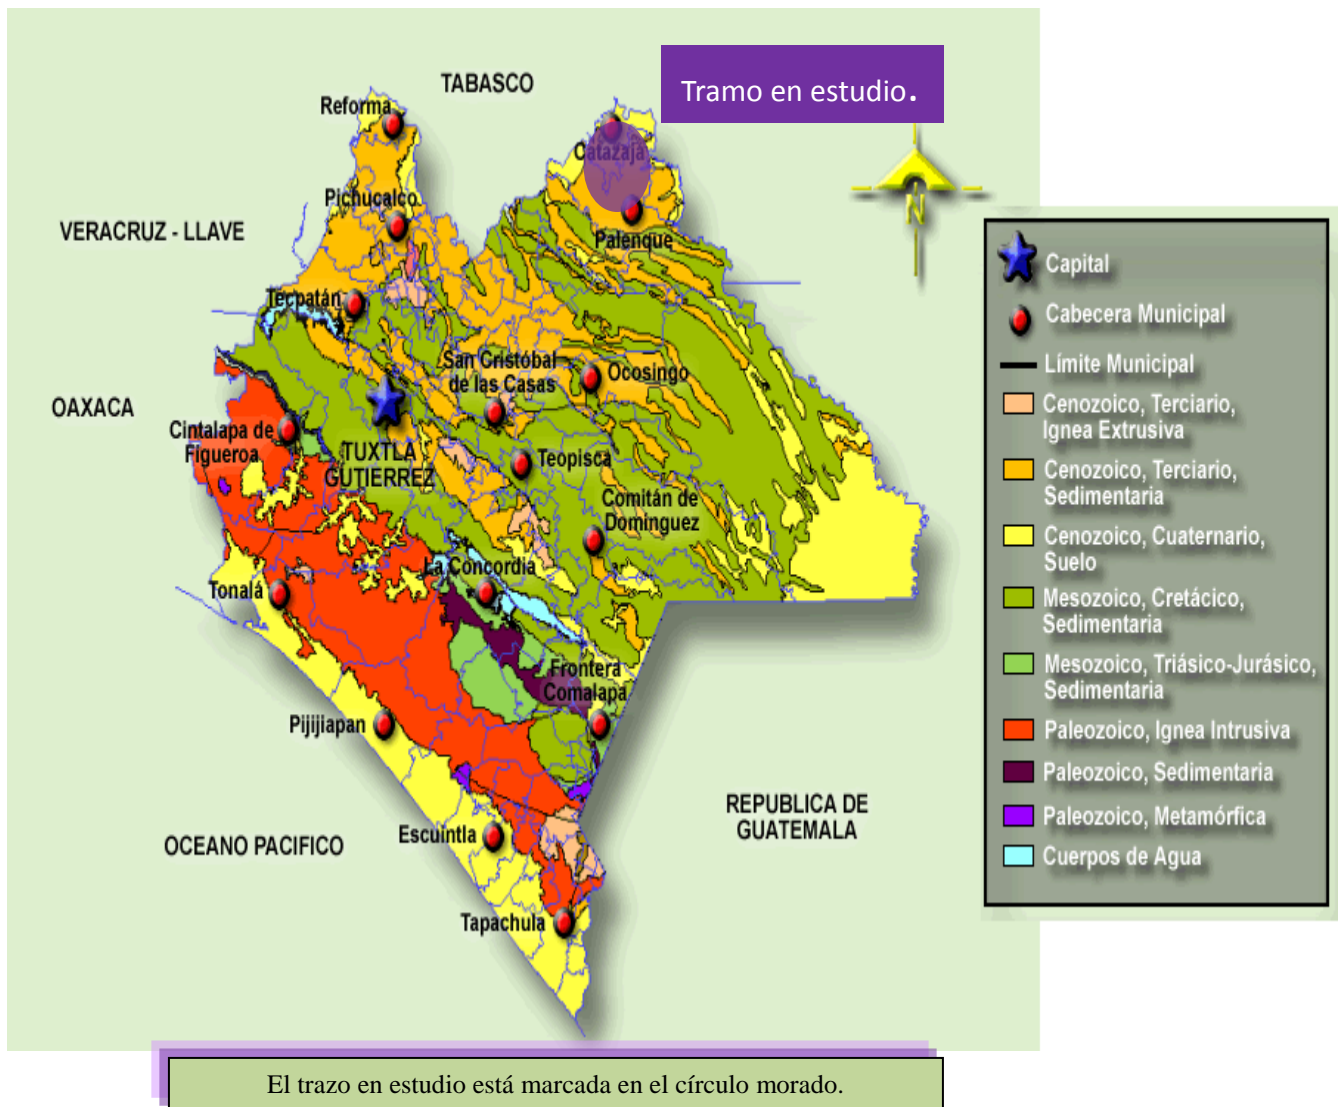 TABASCO
Tramo en estudio.
Reforma
Catazajá
Pichucalco
VERACRUZ - LLAVE
Palenque
N
Tecpatán
San Cristóbal
de las Casas
Ocosingo
OAXACA
Cintalapa de
Figueroa
TUXTLA
GUTIERREZ
Teopisca
Comitán de
Domínguez
La Concordia
Tonalá
Frontera
Comalapa
Pijijiapan
REPUBLICA DE
GUATEMALA
OCEANO PACIFICO
Escuintla
Tapachula
Capital
Cabecera Municipal
Límite Municipal
Cenozoico, Terciario,
Ignea Extrusiva
Cenozoico, Terciario,
Sedimentaria
Cenozoico, Cuaternario,
Suelo
Mesozoico, Cretácico,
Sedimentaria
Mesozoico, Triásico-Jurásico,
Sedimentaria
Paleozoico, Ignea Intrusiva
Paleozoico, Sedimentaria
Paleozoico, Metamórfica
Cuerpos de Agua
El trazo en estudio está marcada en el círculo morado.